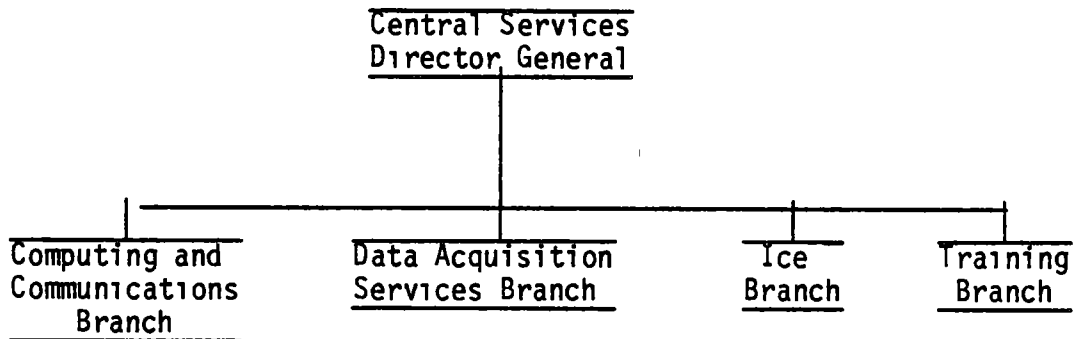 Central Services
Director General
Computing and
Communications
Branch
Data Acquisition
Services Branch
Ice
Branch
Training
Branch